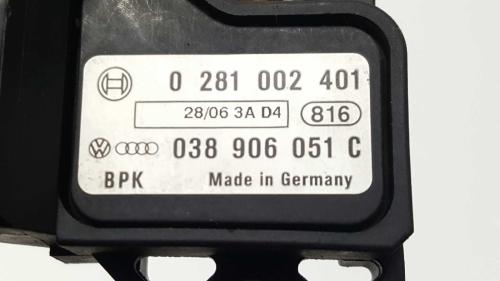 0 281 002 401
28/06 3A D4 816
038 906 051 C
BPK Made in Germany